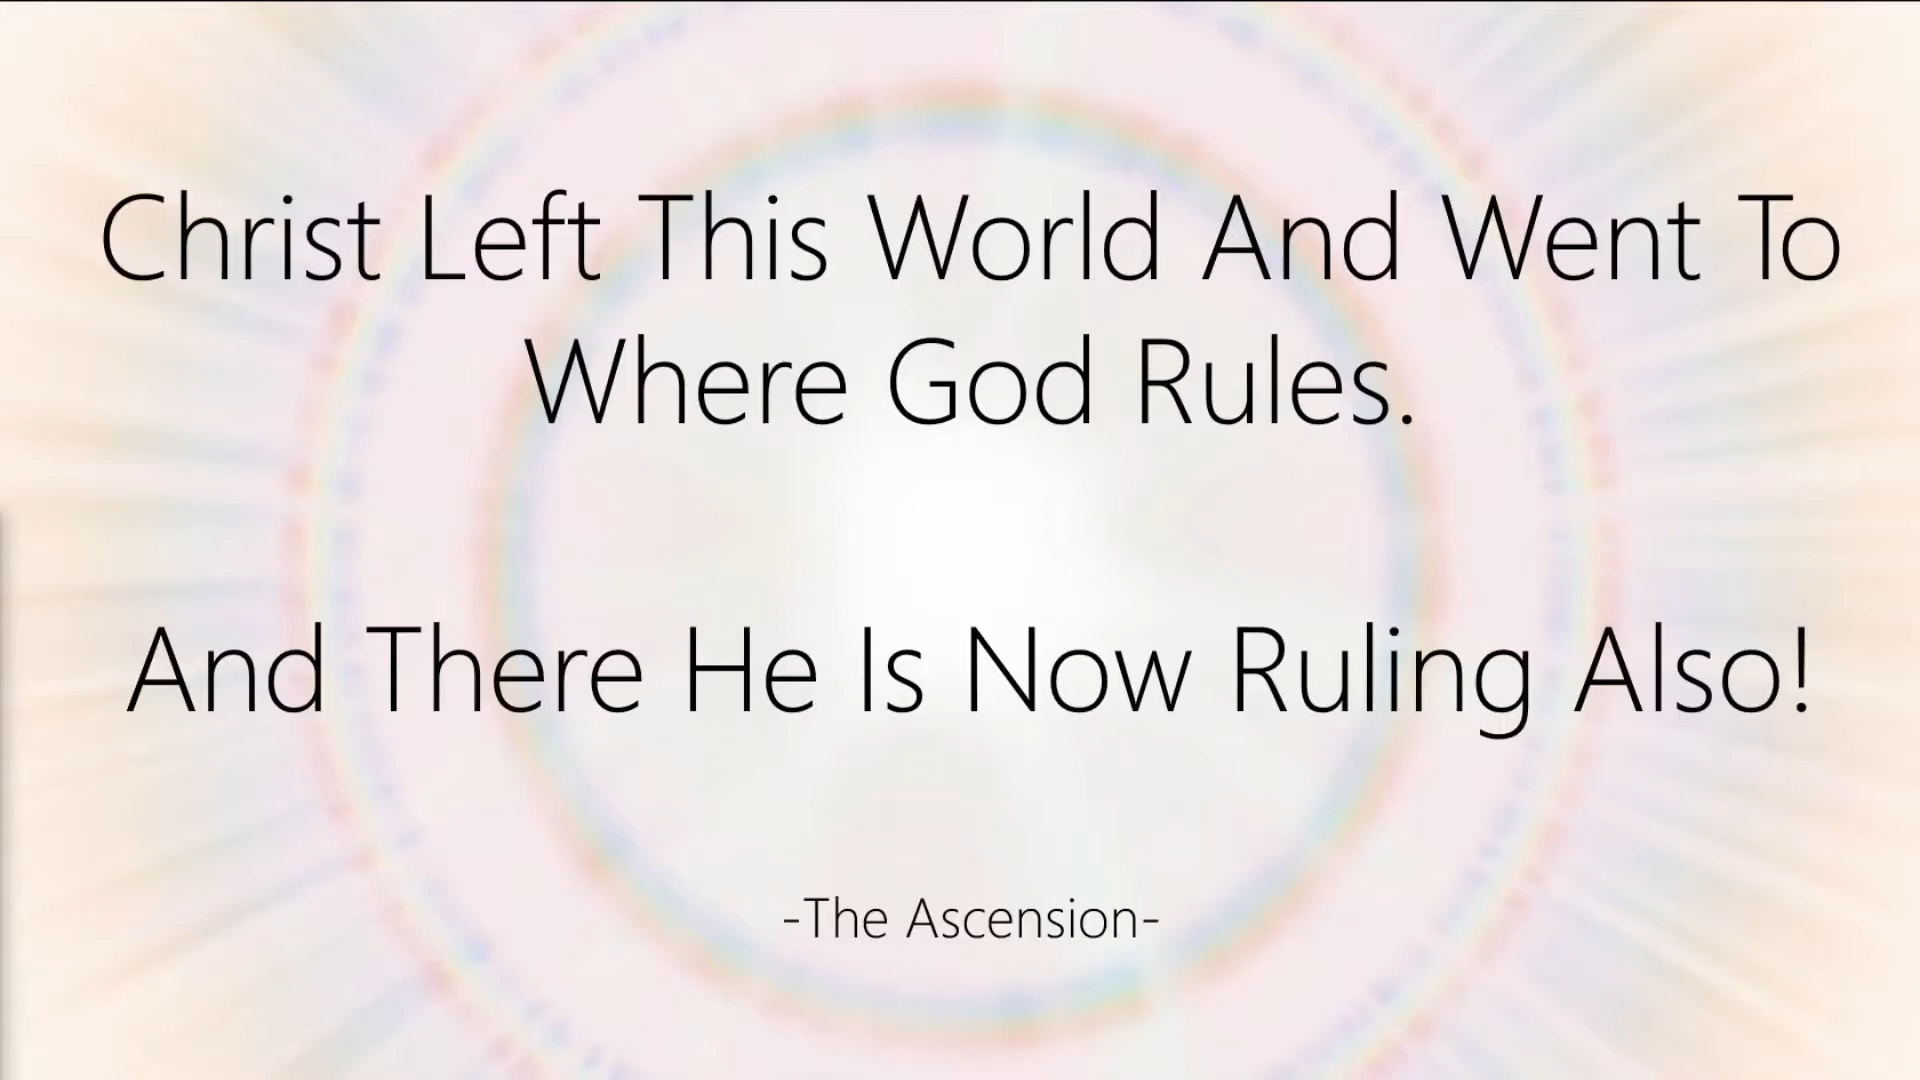 Christ Left This World And Went To
Where God Rules.
And There He Is Now Ruling Also!
-The Ascension-